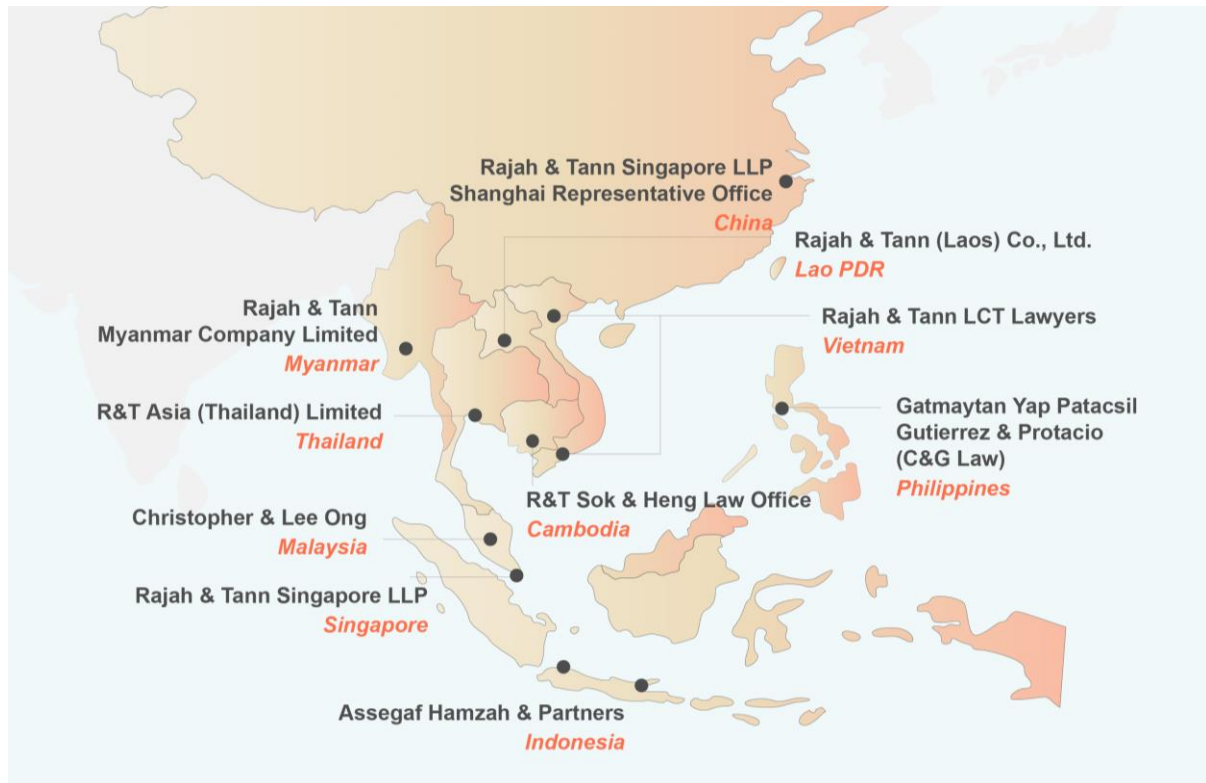 Rajah & Tann Singapore LLP
Shanghai Representative Office
China
Rajah & Tann (Laos) Co., Ltd.
Lao PDR
Rajah & Tann
Myanmar Company Limited
Myanmar
Rajah & Tann LCT Lawyers
Vietnam
R&T Asia (Thailand) Limited
Thailand
Gatmaytan Yap Patacsil
Gutierrez & Protacio
(C&G Law)
Philippines
R&T Sok & Heng Law Office
Cambodia
Christopher & Lee Ong
Malaysia
Rajah & Tann Singapore LLP
Singapore
Assegaf Hamzah & Partners
Indonesia